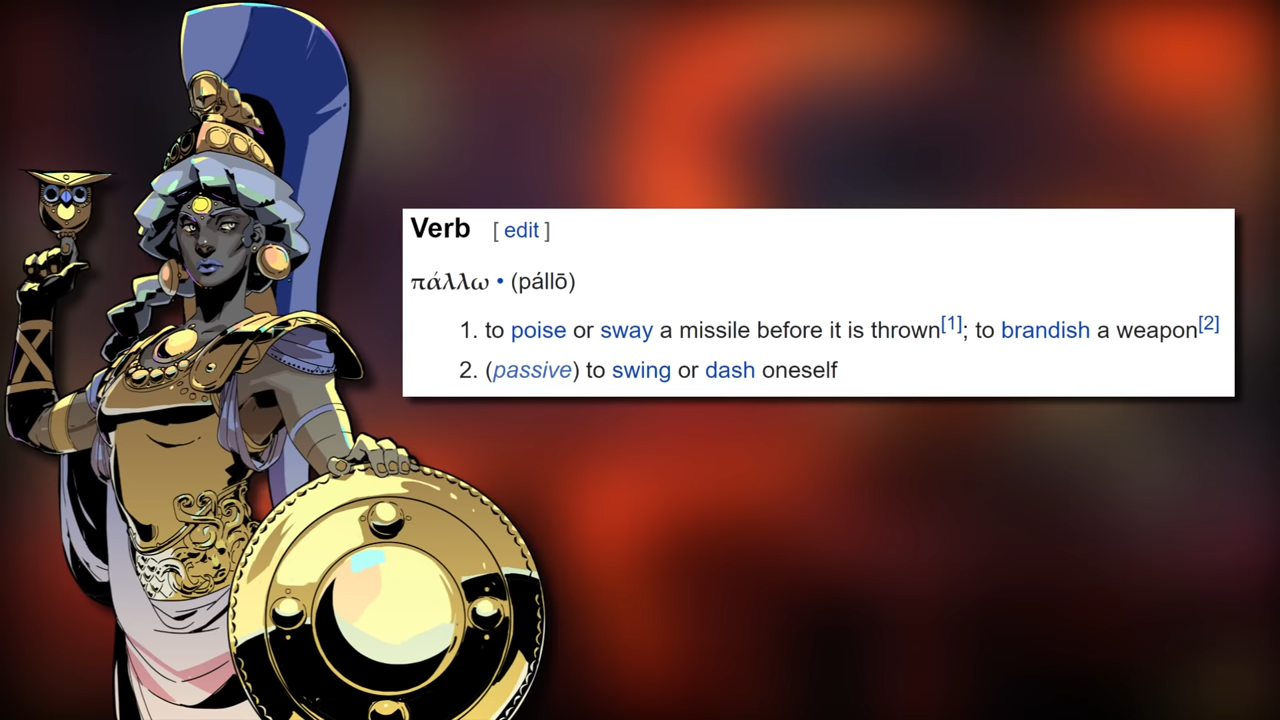 Verb [ edit ]
πάλλω • (pállō)
1. to poise or sway a missile before it is thrown[1]; to brandish a weapon[2]
2. (passive) to swing or dash oneself